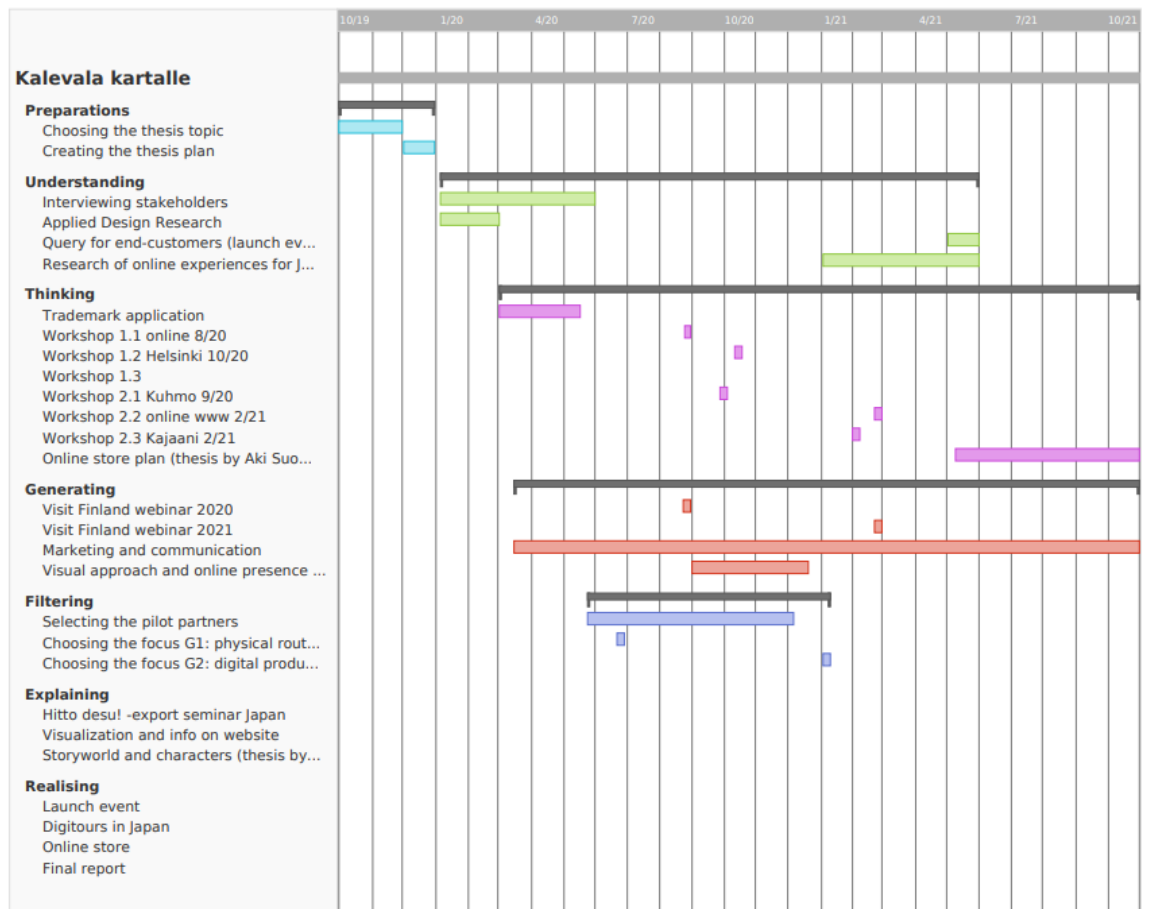 10/19 1/20 4/20 7/20 10/20 1/21 4/21 7/21 10/21
Kalevala kartalle
Preparations
Choosing the thesis topic
Creating the thesis plan
Understanding
Interviewing stakeholders
Applied Design Research
Query for end-customers (launch ev...
Research of online experiences for J...
Thinking
Trademark application
Workshop 1.1 online 8/20
Workshop 1.2 Helsinki 10/20
Workshop 1.3
Workshop 2.1 Kuhmo 9/20
Workshop 2.2 online www 2/21
Workshop 2.3 Kajaani 2/21
Online store plan (thesis by Aki Suo...
Generating
Visit Finland webinar 2020
Visit Finland webinar 2021
Marketing and communication
Visual approach and online presence ...
Filtering
Selecting the pilot partners
Choosing the focus G1: physical rout...
Choosing the focus G2: digital produ...
Explaining
Hitto desu! -export seminar Japan
Visualization and info on website
Storyworld and characters (thesis by...
Realising
Launch event
Digitours in Japan
Online store
Final report